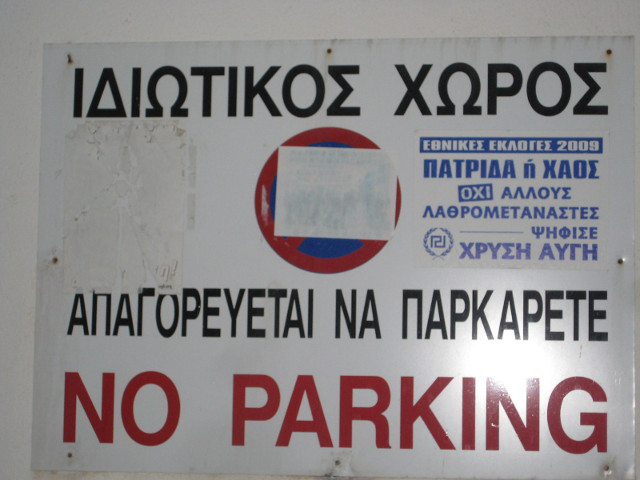 ΙΔΙΩΤΙΚΟΣ ΧΩΡΟΣ
ΕΘΝΙΚΕΣ ΕΚΛΟΓΕΣ 2009
ΠΑΤΡΙΔΑ ή ΧΑΟΣ
ΟΧΙ ΑΛΛΟΥΣ
ΛΑΘΡΟΜΕΤΑΝΑΣΤΕΣ
ΨΗΦΙΣΕ
ΧΡΥΣΗ ΑΥΓΗ
ΑΠΑΓΟΡΕΥΕΤΑΙ ΝΑ ΠΑΡΚΑΡΕΤΕ
NO PARKING